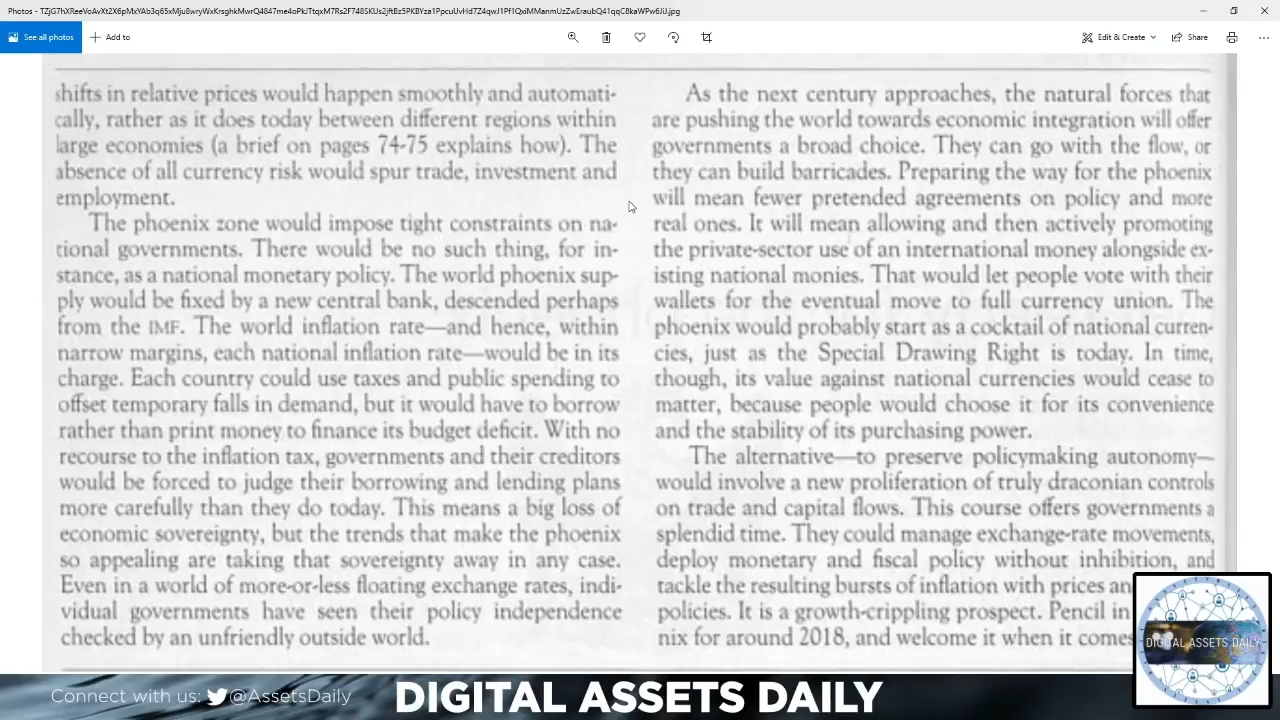 Photos - TZjG7hXReeVoAvXt2X6pMxYAb3q65xMju8wryWxKrsghkMwrQ4847me4oPkJTtqxM7Rs2F748SKUs2jftBz5PKBYza1PpcuUvHd7Z4qwJ1PFfQxiMManmUzZwEraubQ41qqC8kaWPw6JiJ.jpg
See all photos
Add to
Edit & Create
Share
shifts in relative prices would happen smoothly and automati-
cally, rather as it does today between different regions within
large economies (a brief on pages 74-75 explains how). The
absence of all currency risk would spur trade, investment and
employment.
The phoenix zone would impose tight constraints on na-
tional governments. There would be no such thing, for in-
stance, as a national monetary policy. The world phoenix sup-
ply would be fixed by a new central bank, descended perhaps
from the IMF. The world inflation rate—and hence, within
narrow margins, each national inflation rate—would be in its
charge. Each country could use taxes and public spending to
offset temporary falls in demand, but it would have to borrow
rather than print money to finance its budget deficit. With no
recourse to the inflation tax, governments and their creditors
would be forced to judge their borrowing and lending plans
more carefully than they do today. This means a big loss of
economic sovereignty, but the trends that make the phoenix
so appealing are taking that sovereignty away in any case.
Even in a world of more-or-less floating exchange rates, indi-
vidual governments have seen their policy independence
checked by an unfriendly outside world.
As the next century approaches, the natural forces that
are pushing the world towards economic integration will offer
governments a broad choice. They can go with the flow, or
they can build barricades. Preparing the way for the phoenix
will mean fewer pretended agreements on policy and more
real ones. It will mean allowing and then actively promoting
the private-sector use of an international money alongside ex-
isting national monies. That would let people vote with their
wallets for the eventual move to full currency union. The
phoenix would probably start as a cocktail of national curren-
cies, just as the Special Drawing Right is today. In time,
though, its value against national currencies would cease to
matter, because people would choose it for its convenience
and the stability of its purchasing power.
The alternative—to preserve policymaking autonomy—
would involve a new proliferation of truly draconian controls
on trade and capital flows. This course offers governments a
splendid time. They could manage exchange-rate movements,
deploy monetary and fiscal policy without inhibition, and
tackle the resulting bursts of inflation with prices an
policies. It is a growth-crippling prospect. Pencil in
nix for around 2018, and welcome it when it comes
DIGITAL ASSETS DAILY
Connect with us: @AssetsDaily
DIGITAL ASSETS DAILY